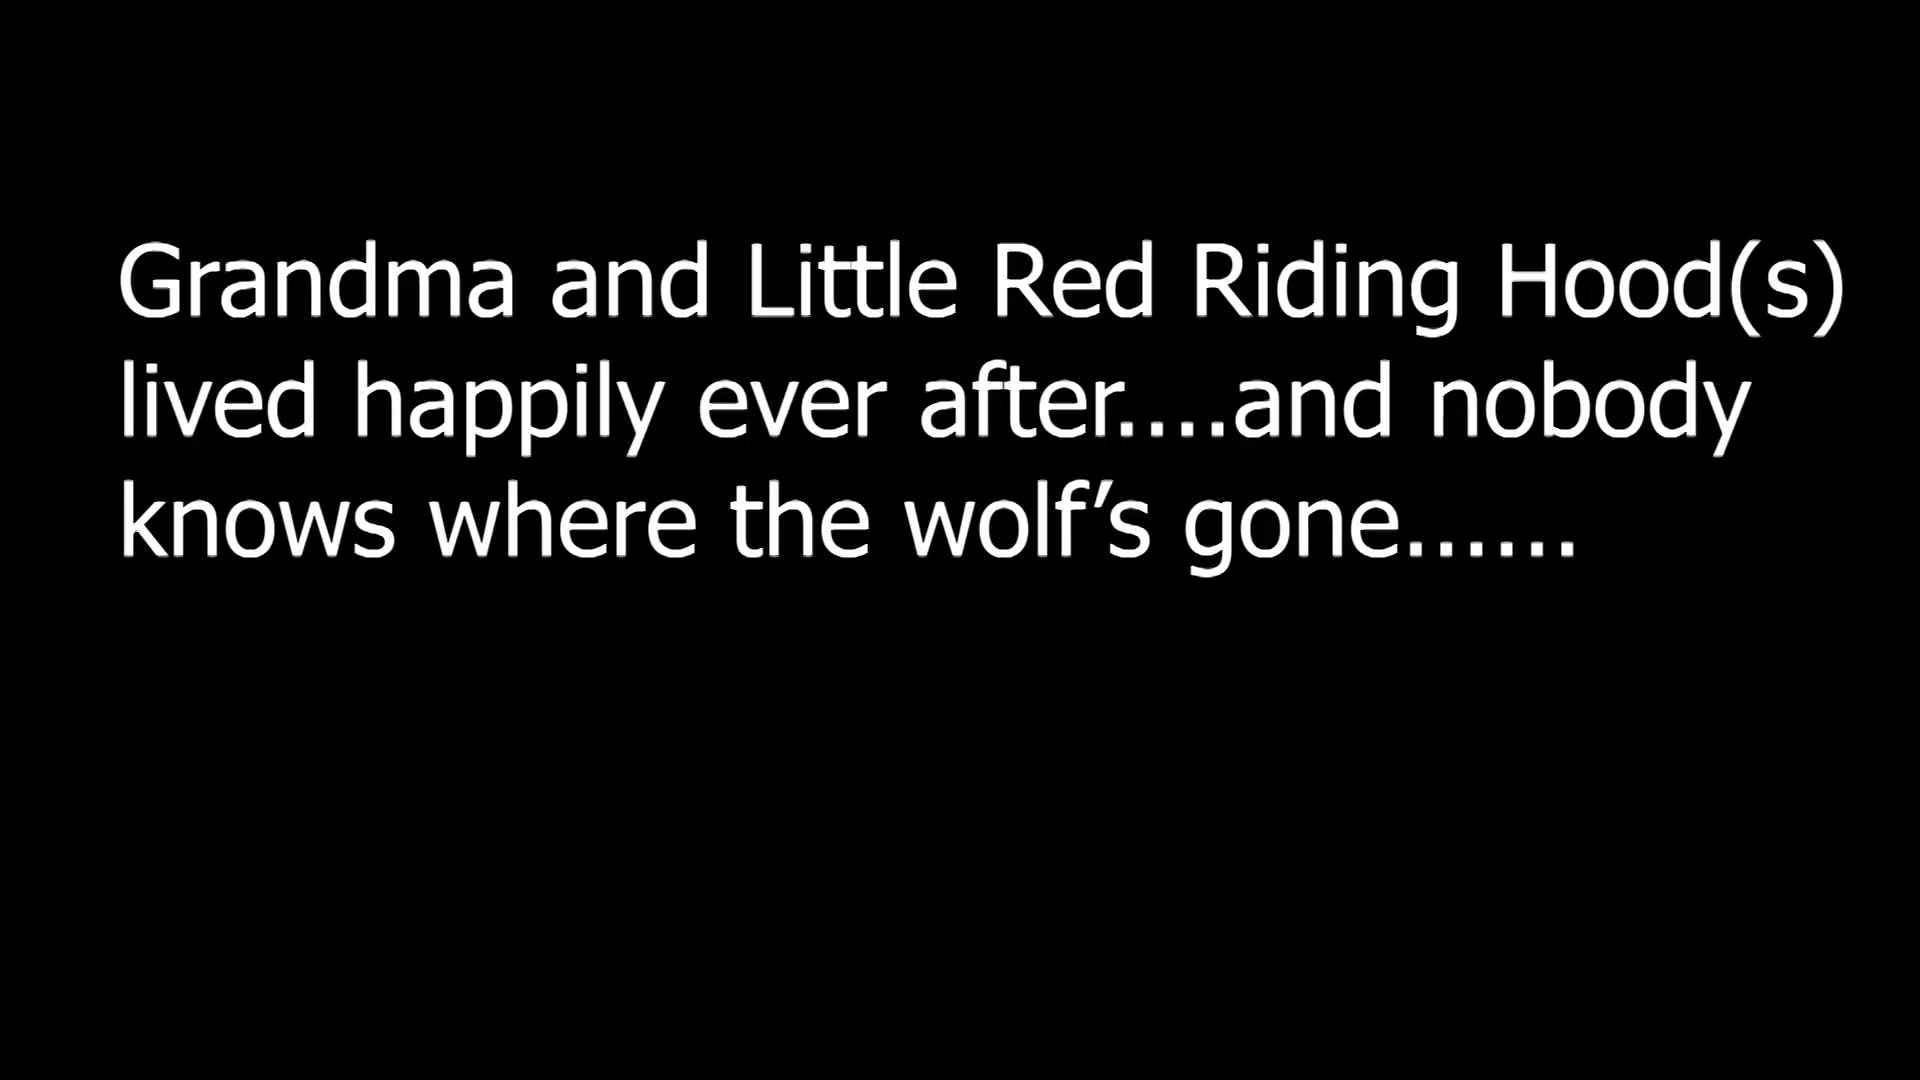 Grandma and Little Red Riding Hood(s)
lived happily ever after....and nobody
knows where the wolf’s gone......